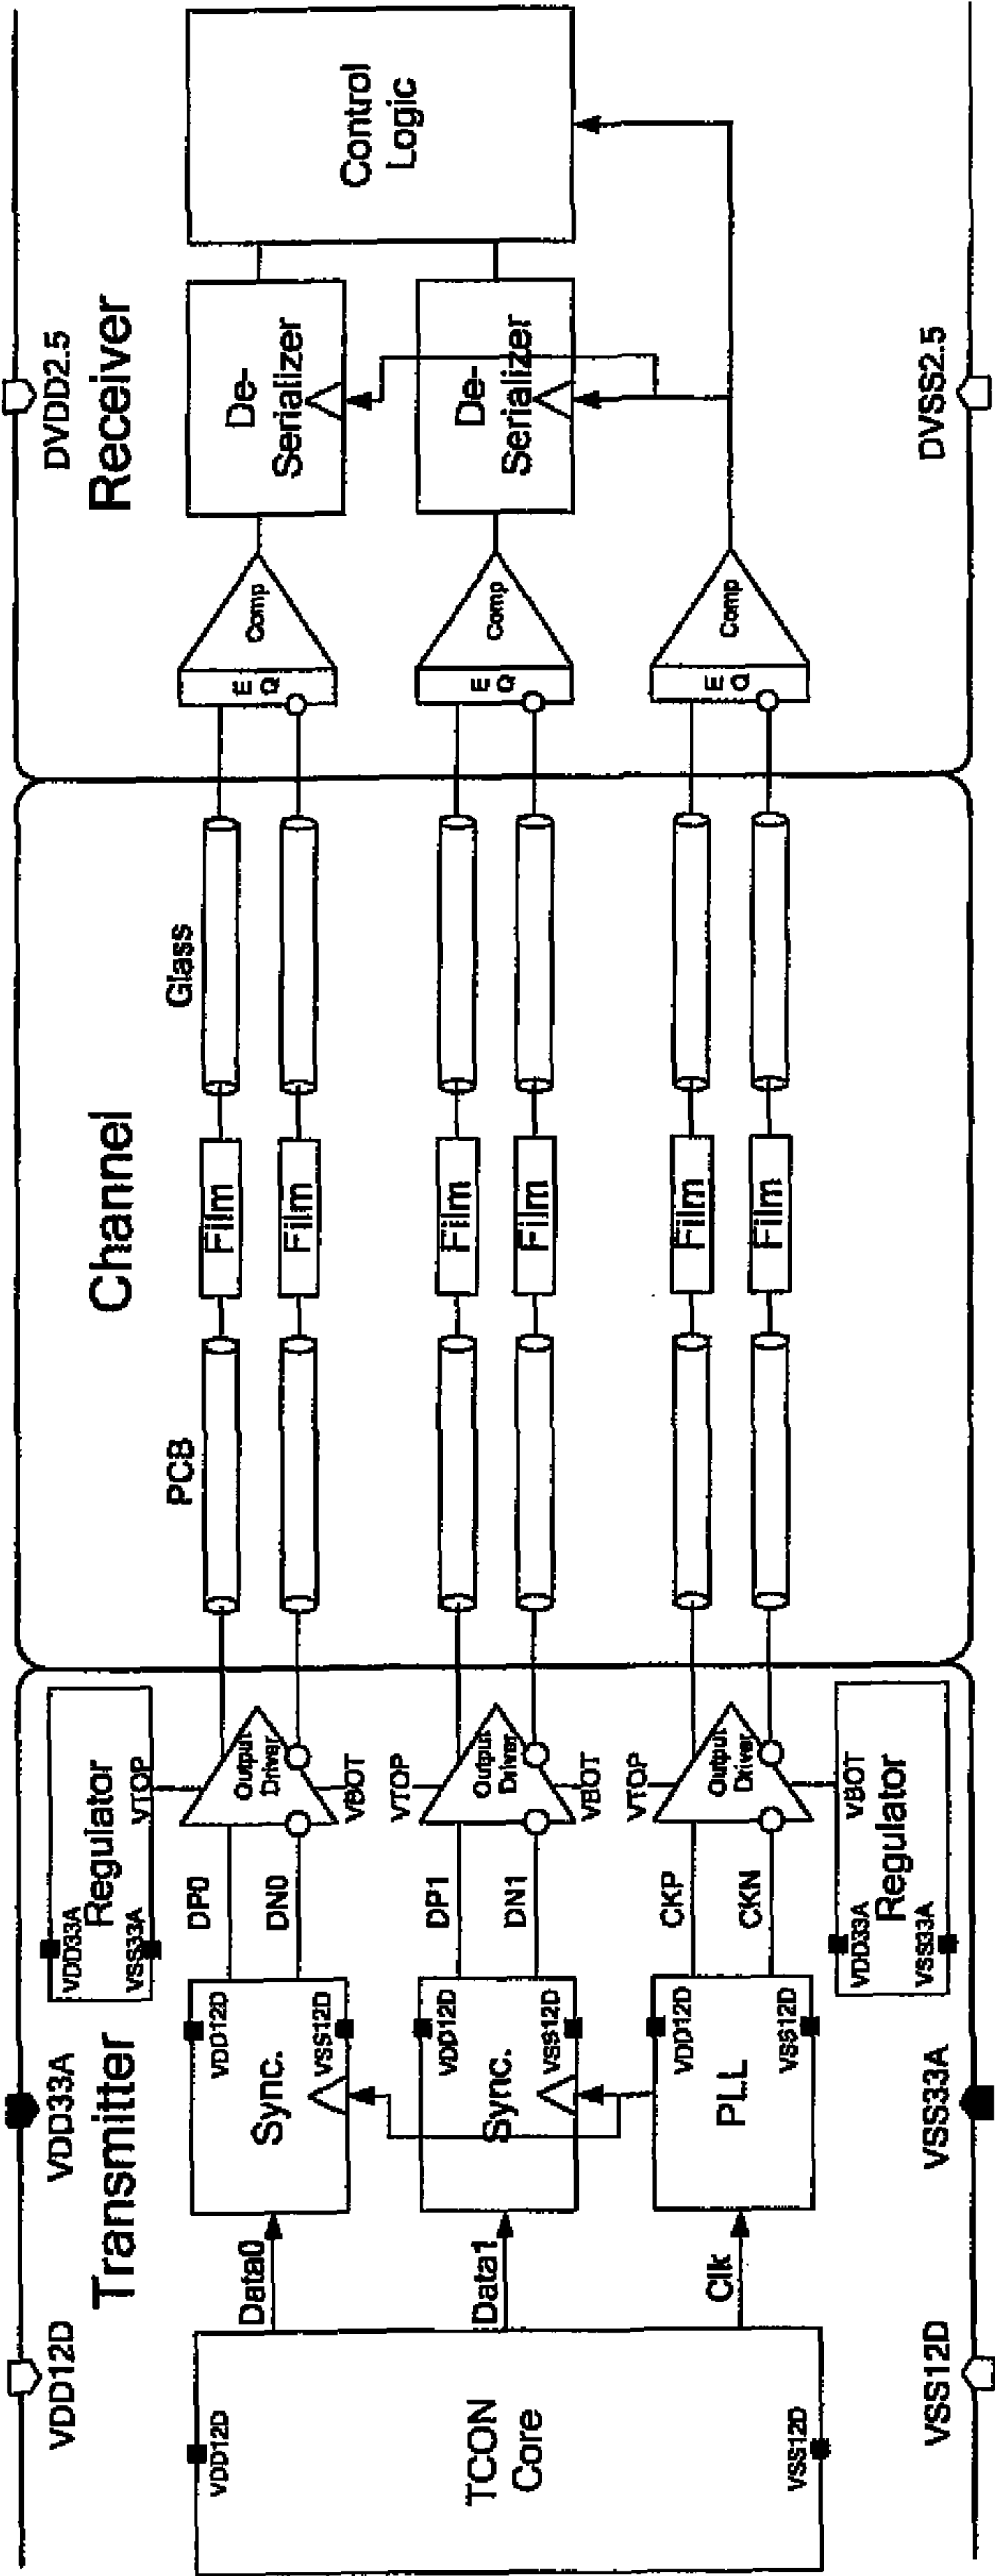 VDD12D
VDD33A
DVDD2.5
Transmitter
Channel
Receiver
Regulator
VDD33A
VSS33A
VTOP
PCB
Glass
TCON
Core
VDD12D
VSS12D
Data0
Sync.
VDD12D
VSS12D
DP0
DN0
Output
Driver
VBOT
Film
Film
E
Q
Comp
De-
Serializer
Control
Logic
Data1
Sync.
VDD12D
VSS12D
DP1
DN1
VTOP
Output
Driver
VBOT
Film
Film
E
Q
Comp
De-
Serializer
Clk
PLL
VDD12D
VSS12D
CKP
CKN
VTOP
Output
Driver
VBOT
Film
Film
E
Q
Comp
VDD33A
VSS33A
Regulator
VSS12D
VSS33A
DVSS2.5